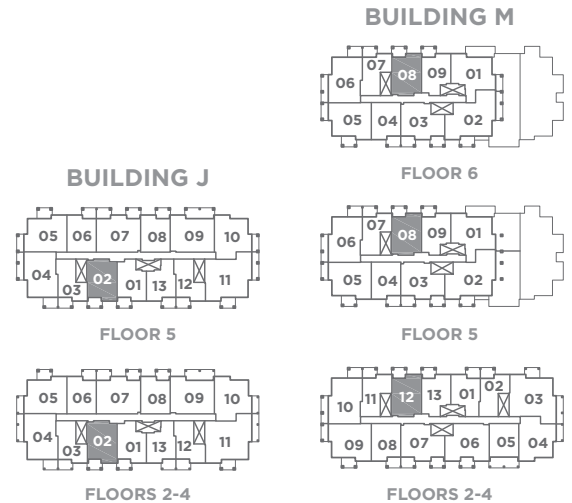 BUILDING M
07 08 09 01
06
05 04 03 02
FLOOR 6
BUILDING J
05 06 07 08 09 10
04 03 02 01 13 12 11
FLOOR 5
07 08 09 01
06
05 04 03 02
FLOOR 5
05 06 07 08 09 10
04 03 02 01 13 12 11
FLOORS 2-4
10 11 12 13 01 02 03
09 08 07 06 05 04
FLOORS 2-4